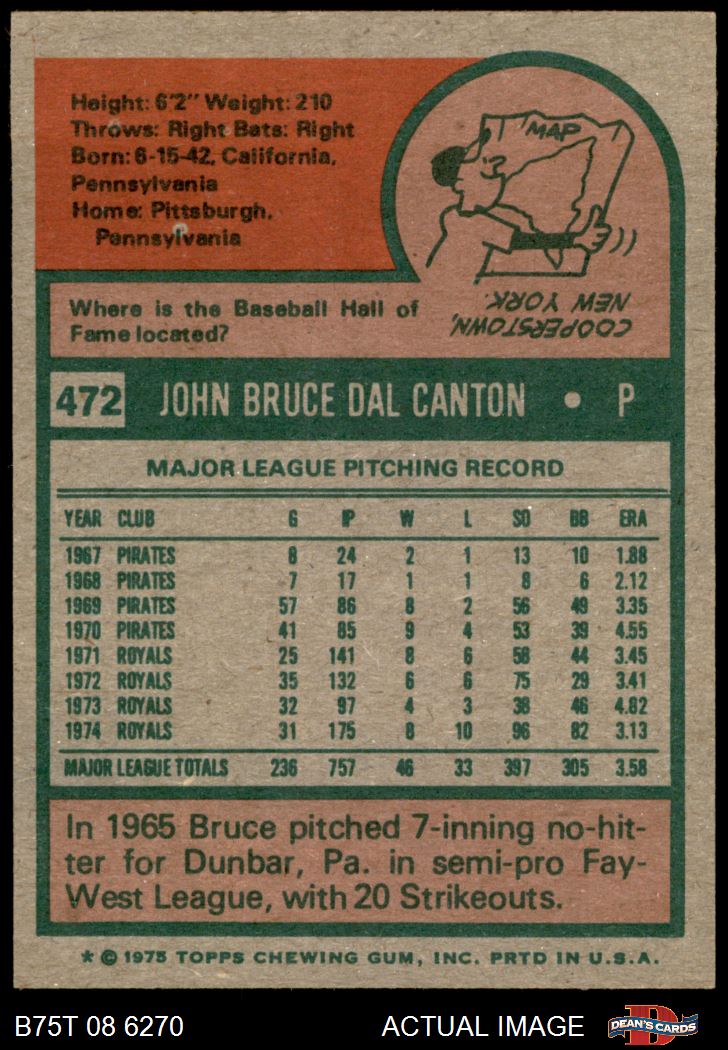 Height: 6'2" Weight: 210
Throws: Right Bats: Right
Born: 6-15-42, California,
Pennsylvania
Home: Pittsburgh,
Pennsylvania
MAP
Where is the Baseball Hall of
Fame located?
COOPERSTOWN,
NEW YORK.
472 JOHN BRUCE DAL CANTON • P
MAJOR LEAGUE PITCHING RECORD
YEAR CLUB G IP W L SO BB ERA
1967 PIRATES 8 24 2 1 13 10 1.88
1968 PIRATES 7 17 1 1 8 6 2.12
1969 PIRATES 57 86 8 2 56 49 3.35
1970 PIRATES 41 85 9 4 53 39 4.55
1971 ROYALS 25 141 8 6 58 44 3.45
1972 ROYALS 35 132 6 6 75 29 3.41
1973 ROYALS 32 97 4 3 38 46 4.82
1974 ROYALS 31 175 8 10 96 82 3.13
MAJOR LEAGUE TOTALS 236 757 46 33 397 305 3.58
In 1965 Bruce pitched 7-inning no-hit-
ter for Dunbar, Pa. in semi-pro Fay-
West League, with 20 Strikeouts.
* © 1975 TOPPS CHEWING GUM, INC. PRTD IN U.S.A.
B75T 08 6270 ACTUAL IMAGE
D
DEAN'S CARDS